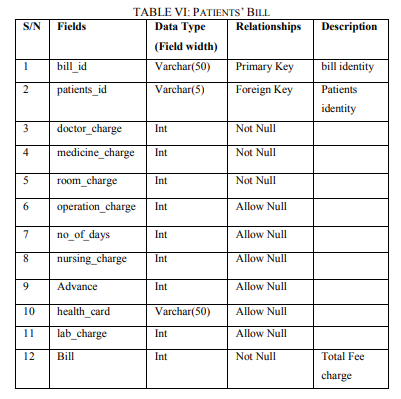 TABLE VI: PATIENTS' BILL
S/N Fields Data Type Relationships Description
(Field width)
1 bill_id Varchar(50) Primary Key bill identity
2 patients_id Varchar(5) Foreign Key Patients
identity
3 doctor_charge Int Not Null
4 medicine_charge Int Not Null
5 room_charge Int Not Null
6 operation_charge Int Allow Null
7 no_of_days Int Allow Null
8 nursing_charge Int Allow Null
9 Advance Int Allow Null
10 health_card Varchar(50) Allow Null
11 lab_charge Int Allow Null
12 Bill Int Not Null Total Fee
charge